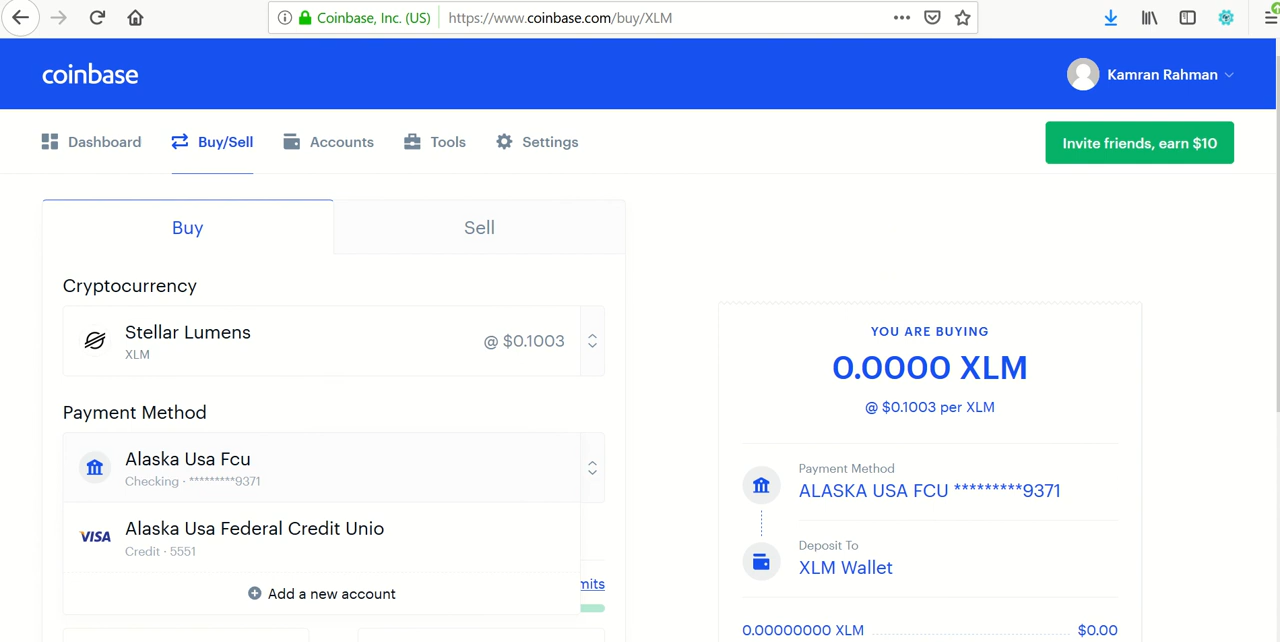 Coinbase, Inc. (US)
https://www.coinbase.com/buy/XLM
coinbase
Kamran Rahman
Dashboard
Buy/Sell
Accounts
Tools
Settings
Invite friends, earn $10
Buy
Sell
Cryptocurrency
Stellar Lumens
XLM
@ $0.1003
Payment Method
Alaska Usa Fcu
Checking · *********9371
VISA
Alaska Usa Federal Credit Unio
Credit · 5551
Add a new account
mits
YOU ARE BUYING
0.0000 XLM
@ $0.1003 per XLM
Payment Method
ALASKA USA FCU *********9371
Deposit To
XLM Wallet
0.00000000 XLM
$0.00